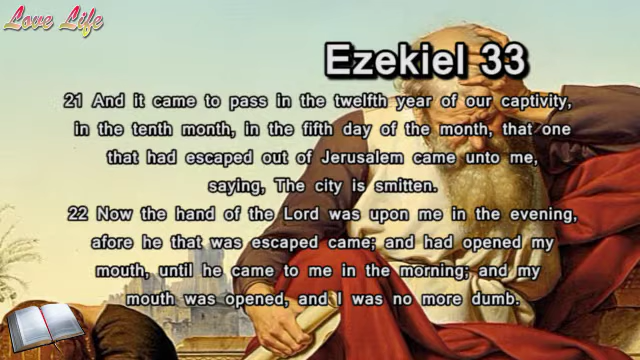 Love Life
Ezekiel 33
21 And it came to pass in the twelfth year of our captivity,
in the tenth month, in the fifth day of the month, that one
that had escaped out of Jerusalem came unto me,
saying, The city is smitten.
22 Now the hand of the Lord was upon me in the evening,
afore he that was escaped came; and had opened my
mouth, until he came to me in the morning; and my
mouth was opened, and I was no more dumb.